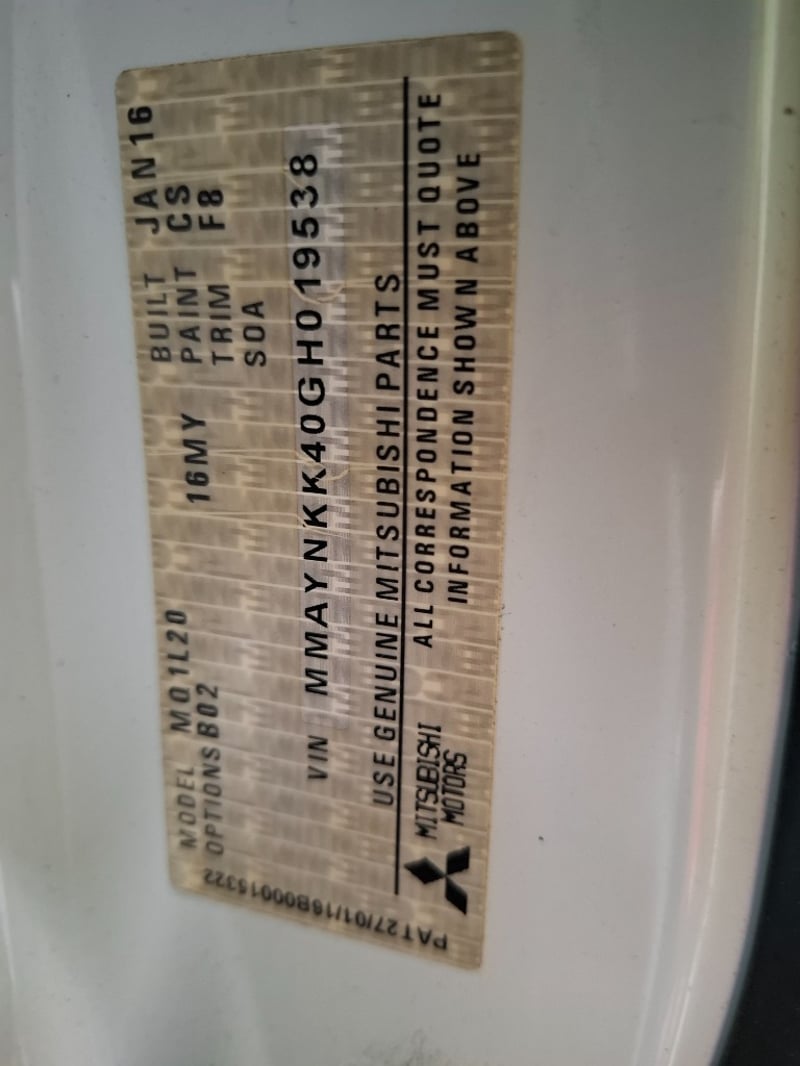 MODEL MQ1L20 16MY BUILT JAN16
OPTIONS B02 PAINT CS
TRIM F8
SOA
VIN MMAYNKK40GH019538
USE GENUINE MITSUBISHI PARTS
MITSUBISHI
MOTORS
ALL CORRESPONDENCE MUST QUOTE
INFORMATION SHOWN ABOVE
PAT27/01/16B00015322